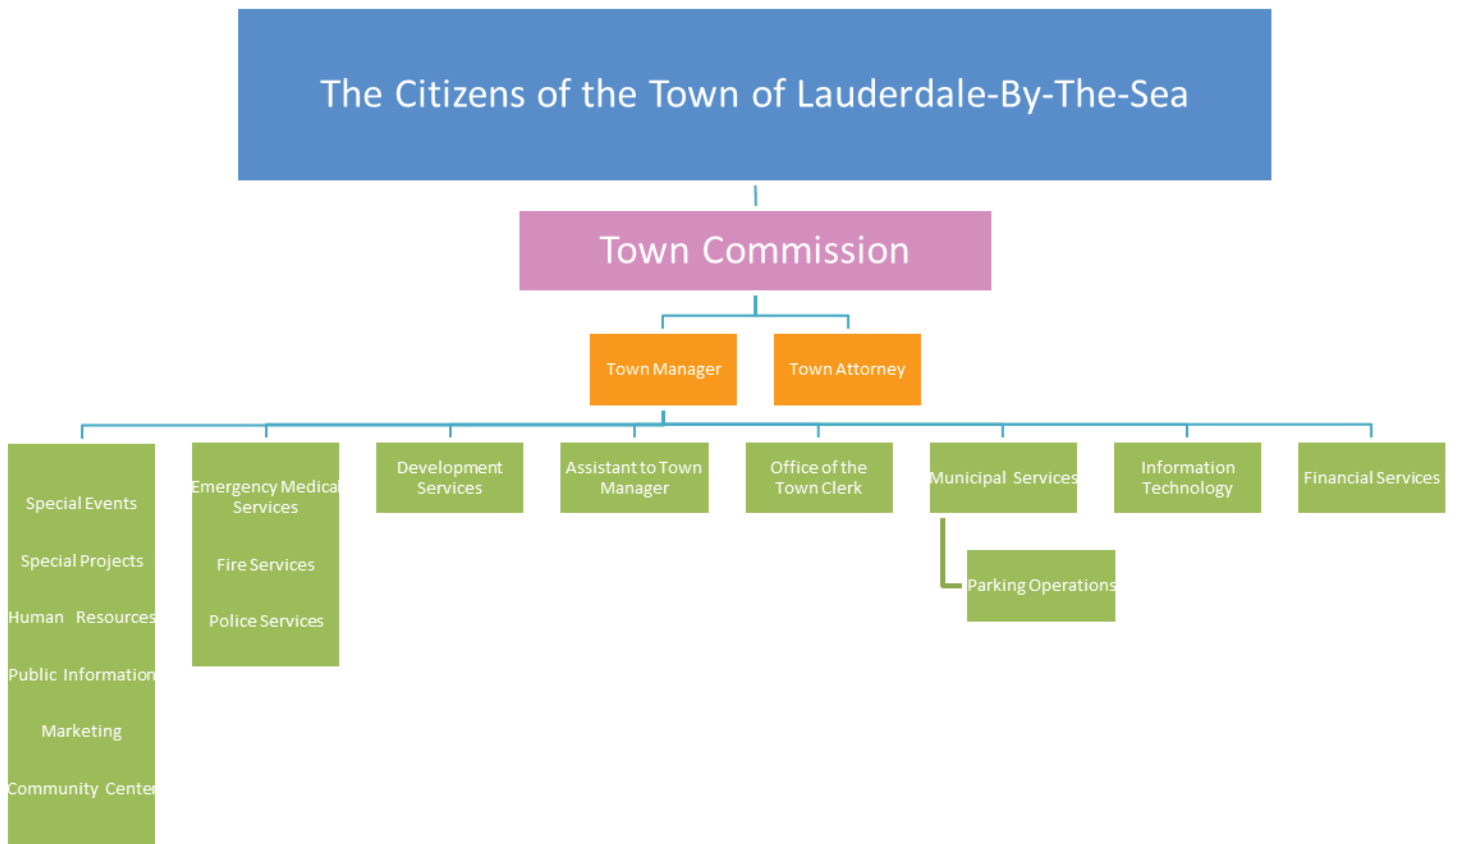 The Citizens of the Town of Lauderdale-By-The-Sea
Town Commission
Town Manager
Town Attorney
Special Events
Special Projects
Human Resources
Public Information
Marketing
Community Center
Emergency Medical
Services
Fire Services
Police Services
Development
Services
Assistant to Town
Manager
Office of the
Town Clerk
Municipal Services
Parking Operations
Information
Technology
Financial Services